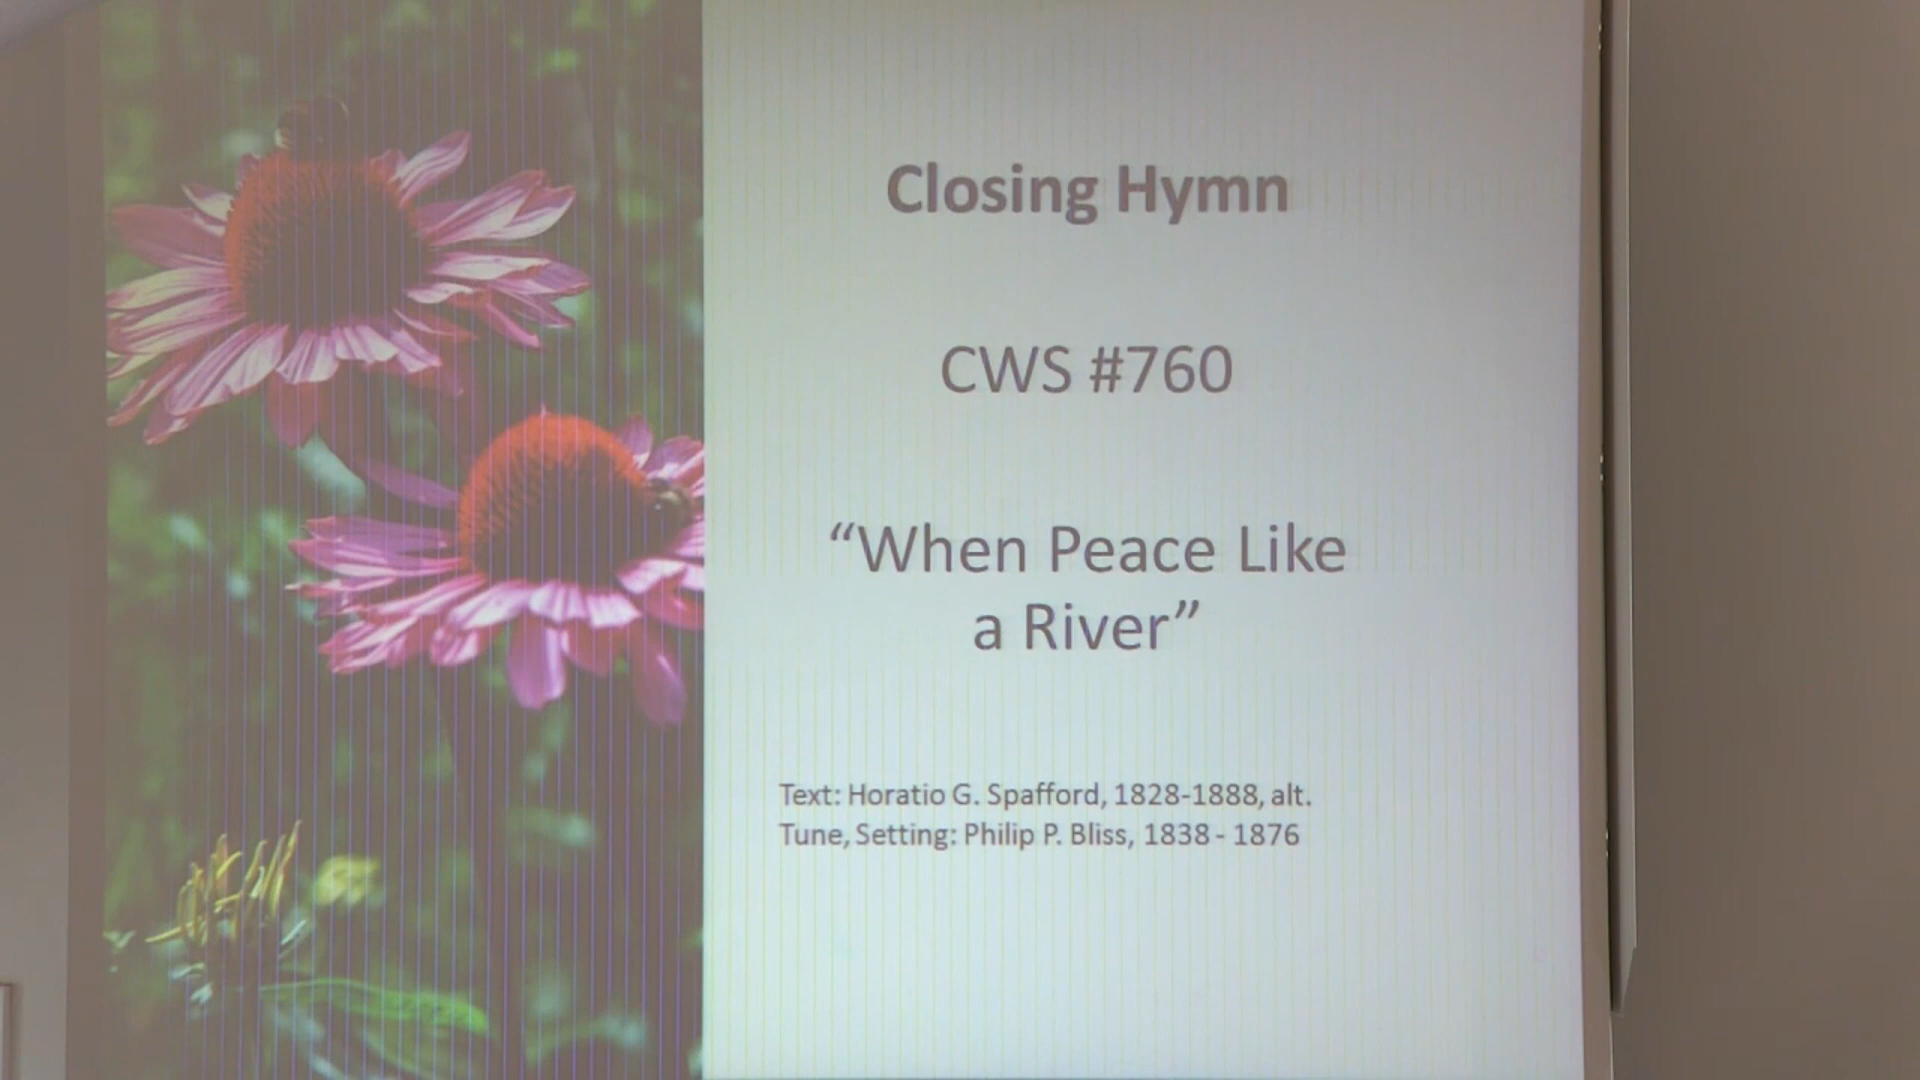 Closing Hymn
CWS #760
“When Peace Like
a River”
Text: Horatio G. Spafford, 1828-1888, alt.
Tune, Setting: Philip P. Bliss, 1838 - 1876